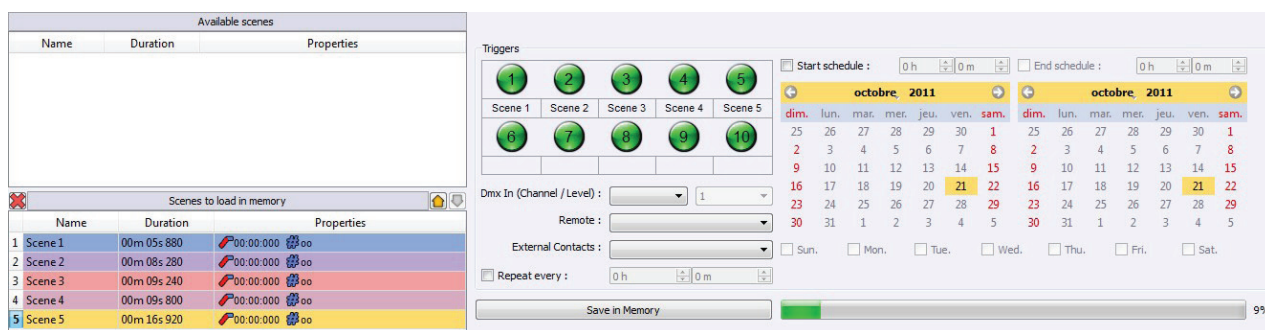 Available scenes
Name Duration Properties
Scenes to load in memory
Name Duration Properties
1 Scene 1 00m 05s 880 00:00:000 oo
2 Scene 2 00m 08s 280 00:00:000 oo
3 Scene 3 00m 09s 240 00:00:000 oo
4 Scene 4 00m 09s 800 00:00:000 oo
5 Scene 5 00m 16s 920 00:00:000 oo
Triggers
1 2 3 4 5
Scene 1 Scene 2 Scene 3 Scene 4 Scene 5
6 7 8 9 10
Dmx In (Channel / Level) : 1
Remote :
External Contacts :
Repeat every : 0 h 0 m
Save in Memory
Start schedule : 0 h 0 m
octobre, 2011
dim. lun. mar. mer. jeu. ven. sam.
25 26 27 28 29 30 1
2 3 4 5 6 7 8
9 10 11 12 13 14 15
16 17 18 19 20 21 22
23 24 25 26 27 28 29
30 31 1 2 3 4 5
End schedule : 0 h 0 m
octobre, 2011
dim. lun. mar. mer. jeu. ven. sam.
25 26 27 28 29 30 1
2 3 4 5 6 7 8
9 10 11 12 13 14 15
16 17 18 19 20 21 22
23 24 25 26 27 28 29
30 31 1 2 3 4 5
Sun. Mon. Tue. Wed. Thu. Fri. Sat.
9%